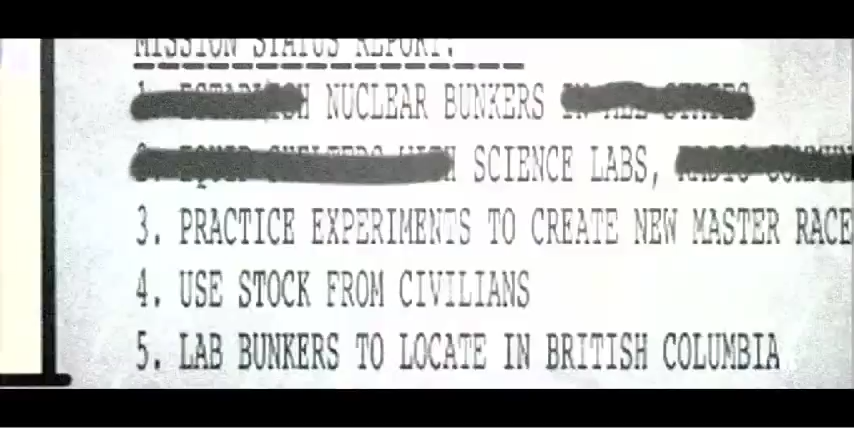 MISSION STATUS REPORT:
NUCLEAR BUNKERS
SCIENCE LABS,
3. PRACTICE EXPERIMENTS TO CREATE NEW MASTER RACE
4. USE STOCK FROM CIVILIANS
5. LAB BUNKERS TO LOCATE IN BRITISH COLUMBIA